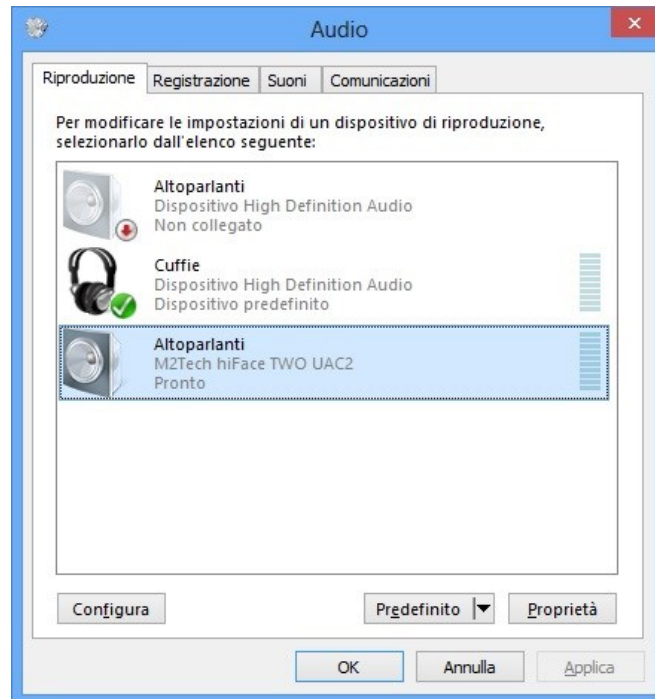 Audio
Riproduzione Registrazione Suoni Comunicazioni
Per modificare le impostazioni di un dispositivo di riproduzione,
selezionarlo dall'elenco seguente:
Altoparlanti
Dispositivo High Definition Audio
Non collegato
Cuffie
Dispositivo High Definition Audio
Dispositivo predefinito
Altoparlanti
M2Tech hiFace TWO UAC2
Pronto
Configura Predefinito Proprietà
OK Annulla Applica